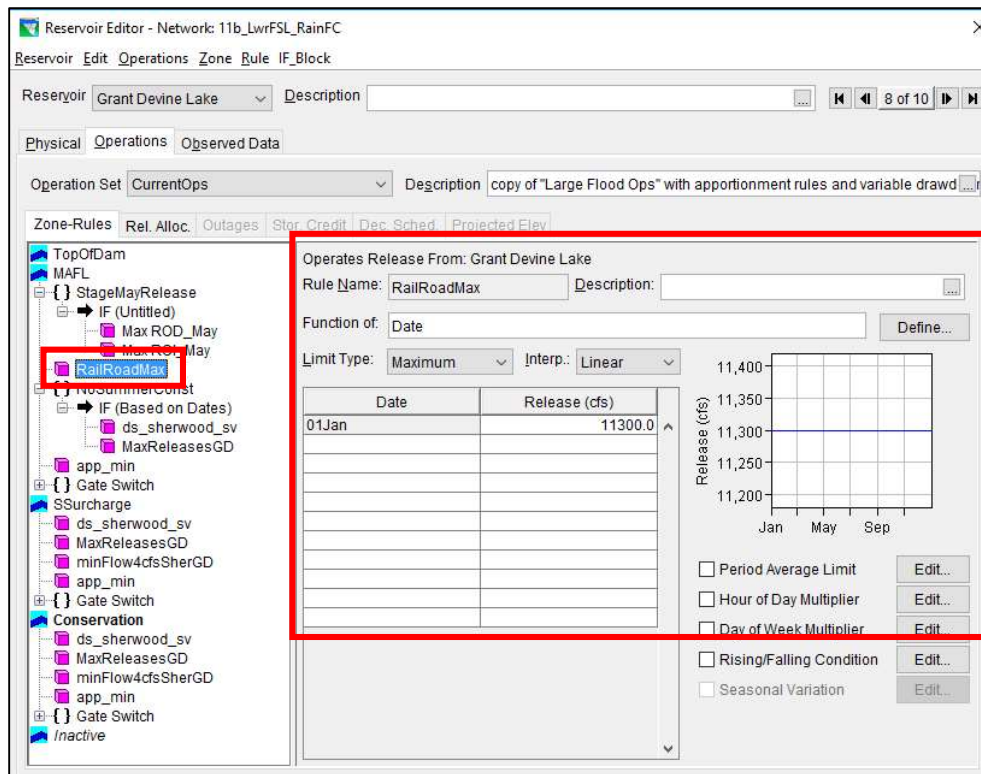 Reservoir Editor - Network: 11b_LwrFSL_RainFC
Reservoir Edit Operations Zone Rule IF_Block
Reservoir Grant Devine Lake Description ... 8 of 10
Physical Operations Observed Data
Operation Set CurrentOps Description copy of "Large Flood Ops" with apportionment rules and variable drawd ...
Zone-Rules Rel. Alloc. Outages Stor. Credit Dec. Sched. Projected Elev
TopOfDam
MAFL
{ } StageMayRelease
IF (Untitled)
Max ROD_May
Max ROI_May
RailRoadMax
{ } NoSummerConst
IF (Based on Dates)
ds_sherwood_sv
MaxReleasesGD
app_min
{ } Gate Switch
SSurcharge
ds_sherwood_sv
MaxReleasesGD
minFlow4cfsSherGD
app_min
{ } Gate Switch
Conservation
ds_sherwood_sv
MaxReleasesGD
minFlow4cfsSherGD
app_min
{ } Gate Switch
Inactive
Operates Release From: Grant Devine Lake
Rule Name: RailRoadMax Description: ...
Function of: Date Define...
Limit Type: Maximum Interp.: Linear
Date Release (cfs)
01Jan 11300.0
Release (cfs)
11,400
11,350
11,300
11,250
11,200
Jan May Sep
Period Average Limit Edit...
Hour of Day Multiplier Edit...
Day of Week Multiplier Edit...
Rising/Falling Condition Edit...
Seasonal Variation Edit...